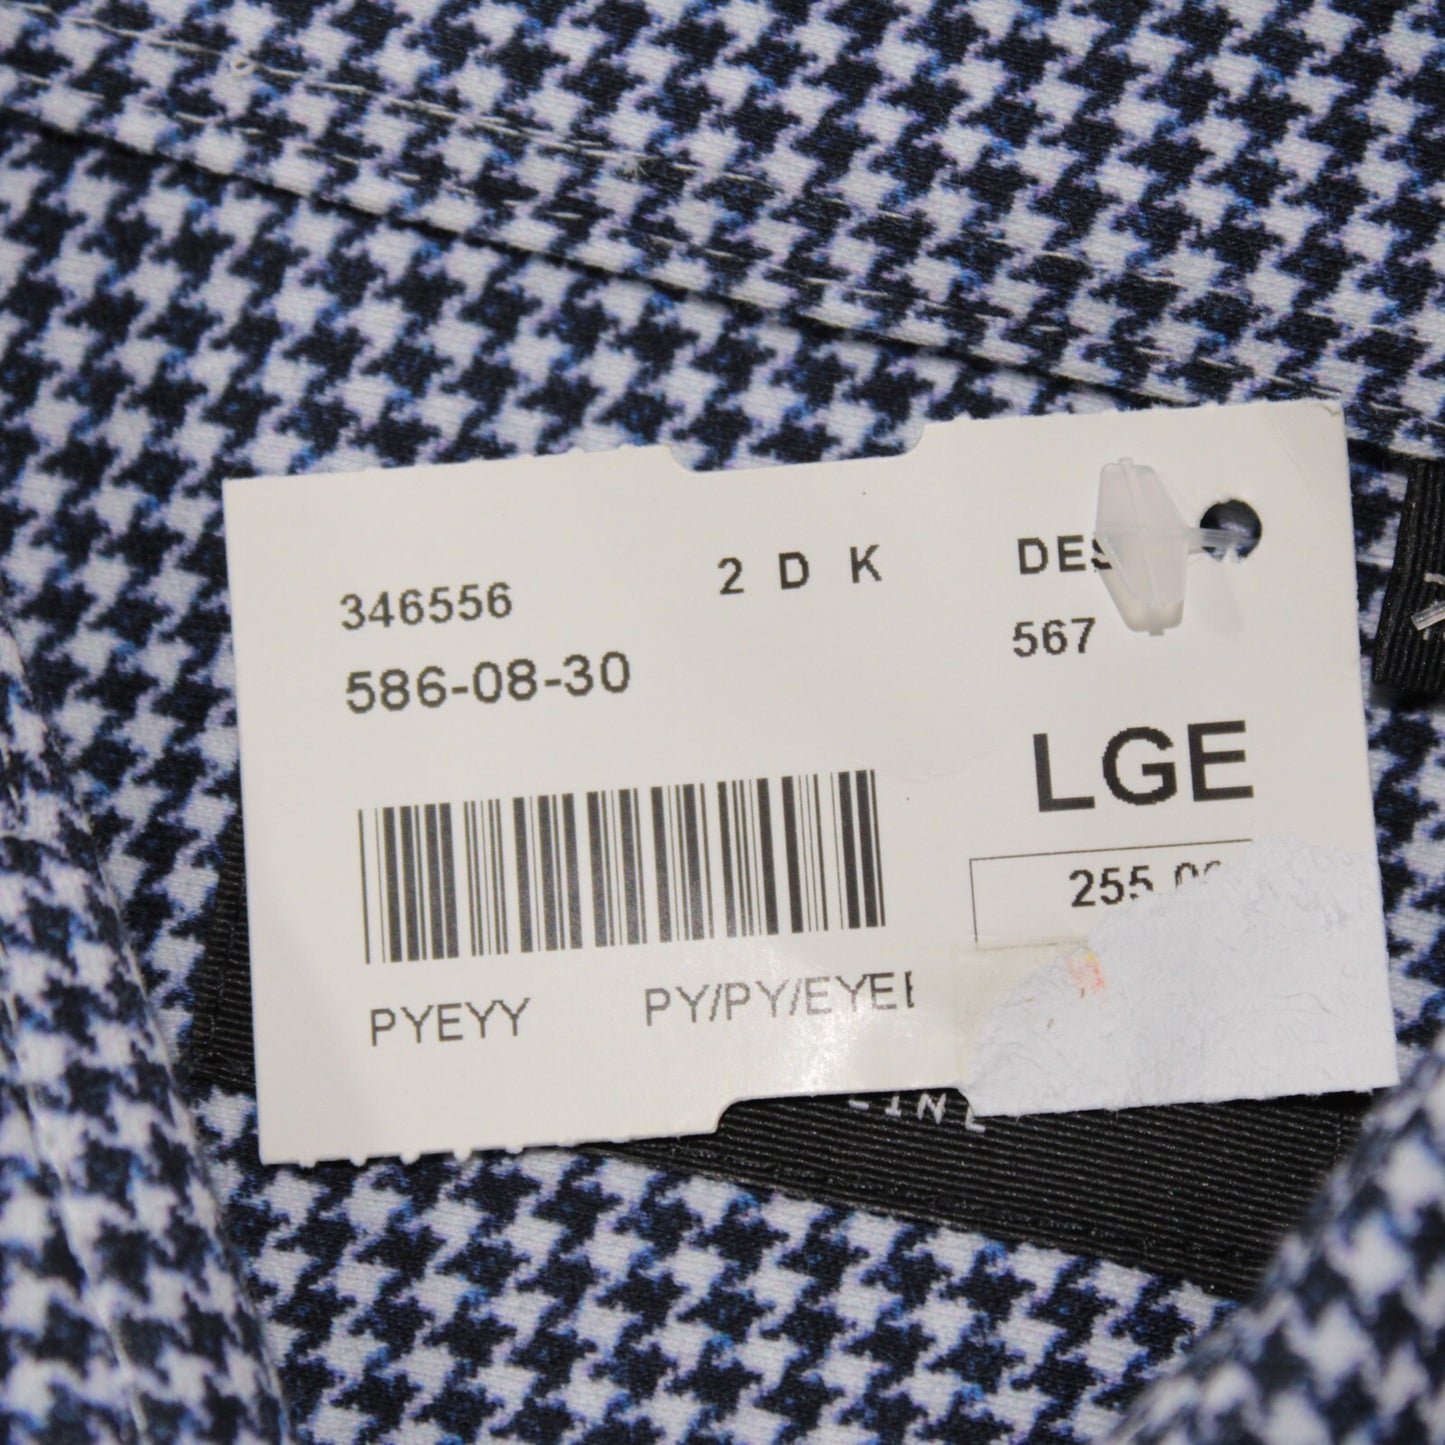 2 D K
DES
346556
567
586-08-30
LGE
255.00
PYEYY PY/PY/EYE